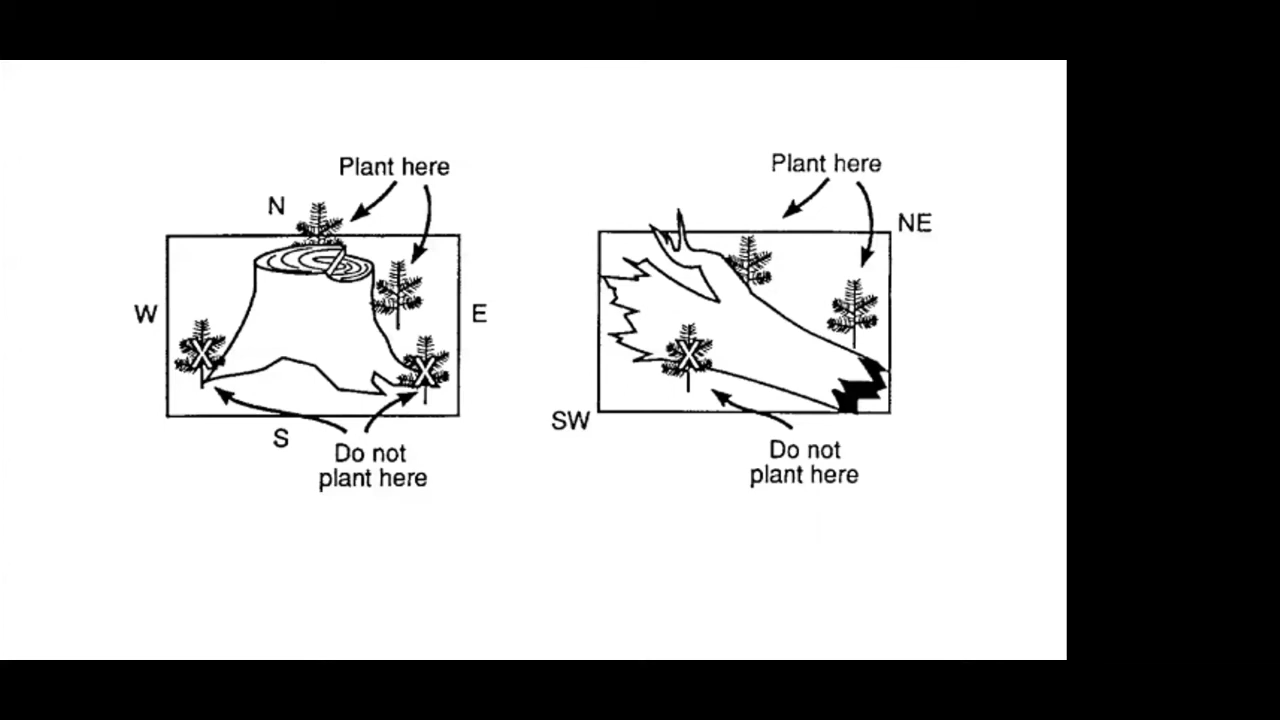 Plant here
N
W
E
S
Do not
plant here
Plant here
NE
SW
Do not
plant here